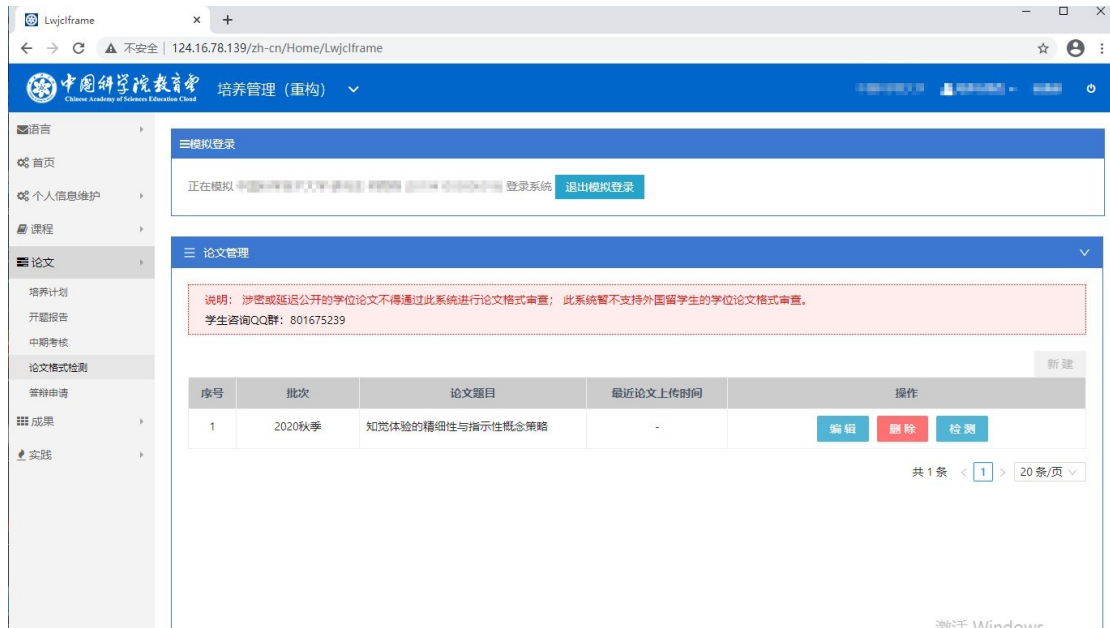 Lwjclframe
不安全 124.16.78.139/zh-cn/Home/Lwjclframe
中国科学院教育云
Chinese Academy of Sciences Education Cloud
培养管理（重构）
语言
首页
个人信息维护
课程
论文
培养计划
开题报告
中期考核
论文格式检测
答辩申请
成果
实践
模拟登录
正在模拟 登录系统 退出模拟登录
论文管理
说明： 涉密或延迟公开的学位论文不得通过此系统进行论文格式审查； 此系统暂不支持外国留学生的学位论文格式审查。
学生咨询QQ群：801675239
新建
序号 批次 论文题目 最近论文上传时间 操作
1 2020秋季 知觉体验的精细性与指示性概念策略 - 编辑 删除 检测
共 1 条 < 1 > 20 条/页
激活 Windows